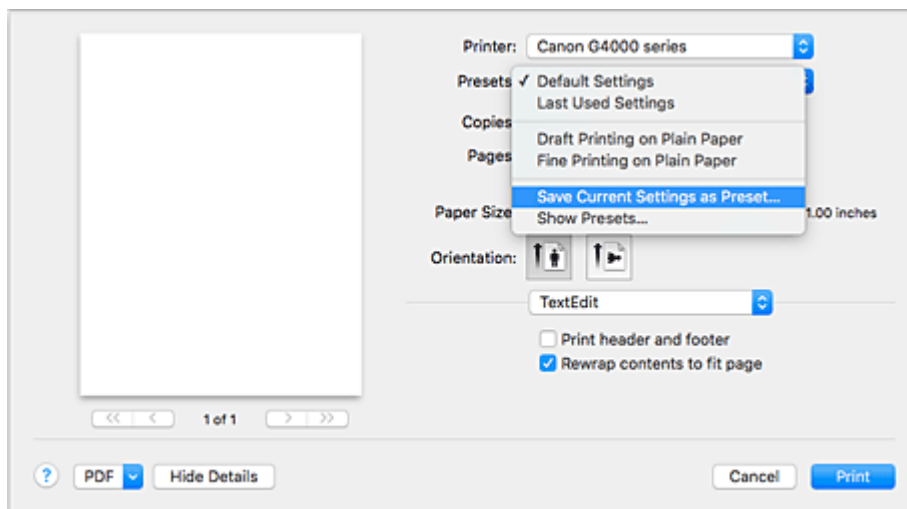 Printer: Canon G4000 series
Presets ✓ Default Settings
Last Used Settings
Copies
Draft Printing on Plain Paper
Pages Fine Printing on Plain Paper
Save Current Settings as Preset...
Paper Size 1.00 inches
Show Presets...
Orientation:
TextEdit
Print header and footer
Rewrap contents to fit page
<< < 1 of 1 > >>
? PDF Hide Details Cancel Print